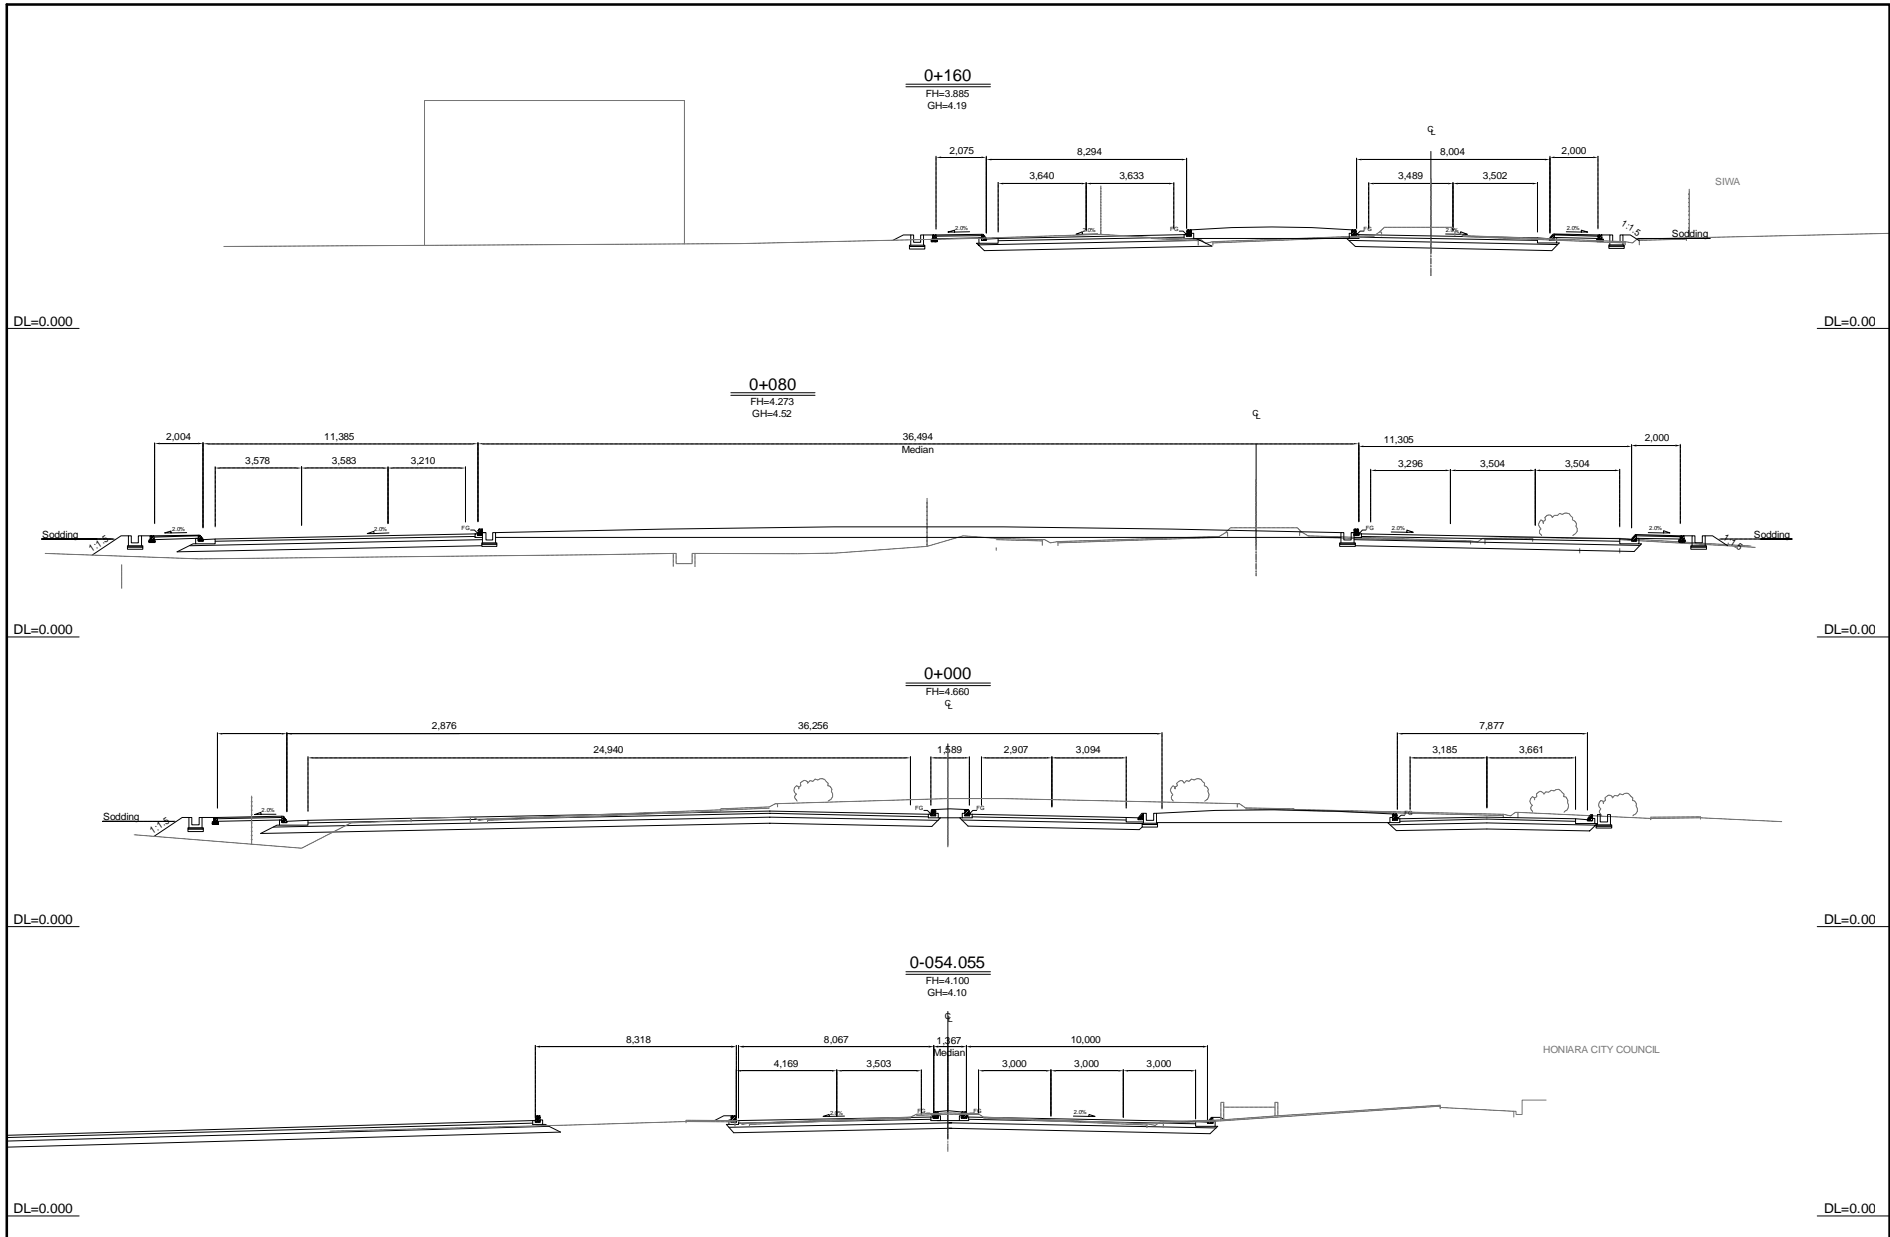 0+160
FH=3.885
GH=4.19
℄
2,075 8,294 8,004 2,000
3,640 3,633 3,489 3,502
SIWA
2.0% 2.0% FG FG 2.0% 2.0% 1:1.5 Sodding
DL=0.000 DL=0.00
0+080
FH=4.273
GH=4.52
℄
2,004 11,385 36,494 11,305 2,000
Median
3,578 3,583 3,210 3,296 3,504 3,504
Sodding 1:1.5 2.0% 2.0% FG FG 2.0% 2.0% 1:1.5 Sodding
DL=0.000 DL=0.00
0+000
FH=4.660
℄
2,876 36,256 7,877
24,940 1,589 2,907 3,094 3,185 3,661
Sodding 1:1.5 2.0% FG FG FG
DL=0.000 DL=0.00
0-054.055
FH=4.100
GH=4.10
℄
8,318 8,067 1,367 10,000
Median
HONIARA CITY COUNCIL
4,169 3,503 3,000 3,000 3,000
2.0% FG FG 2.0%
DL=0.000 DL=0.00